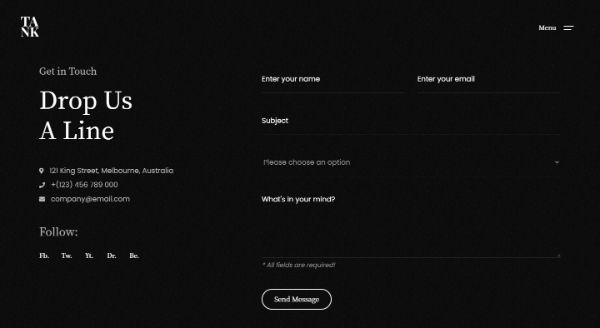 TA
NK
Menu
Get in Touch
Drop Us
A Line
121 King Street, Melbourne, Australia
+(123) 456 789 000
company@email.com
Follow:
Fb. Tw. Yt. Dr. Be.
Enter your name Enter your email
Subject
Please choose an option
What's in your mind?
* All fields are required!
Send Message